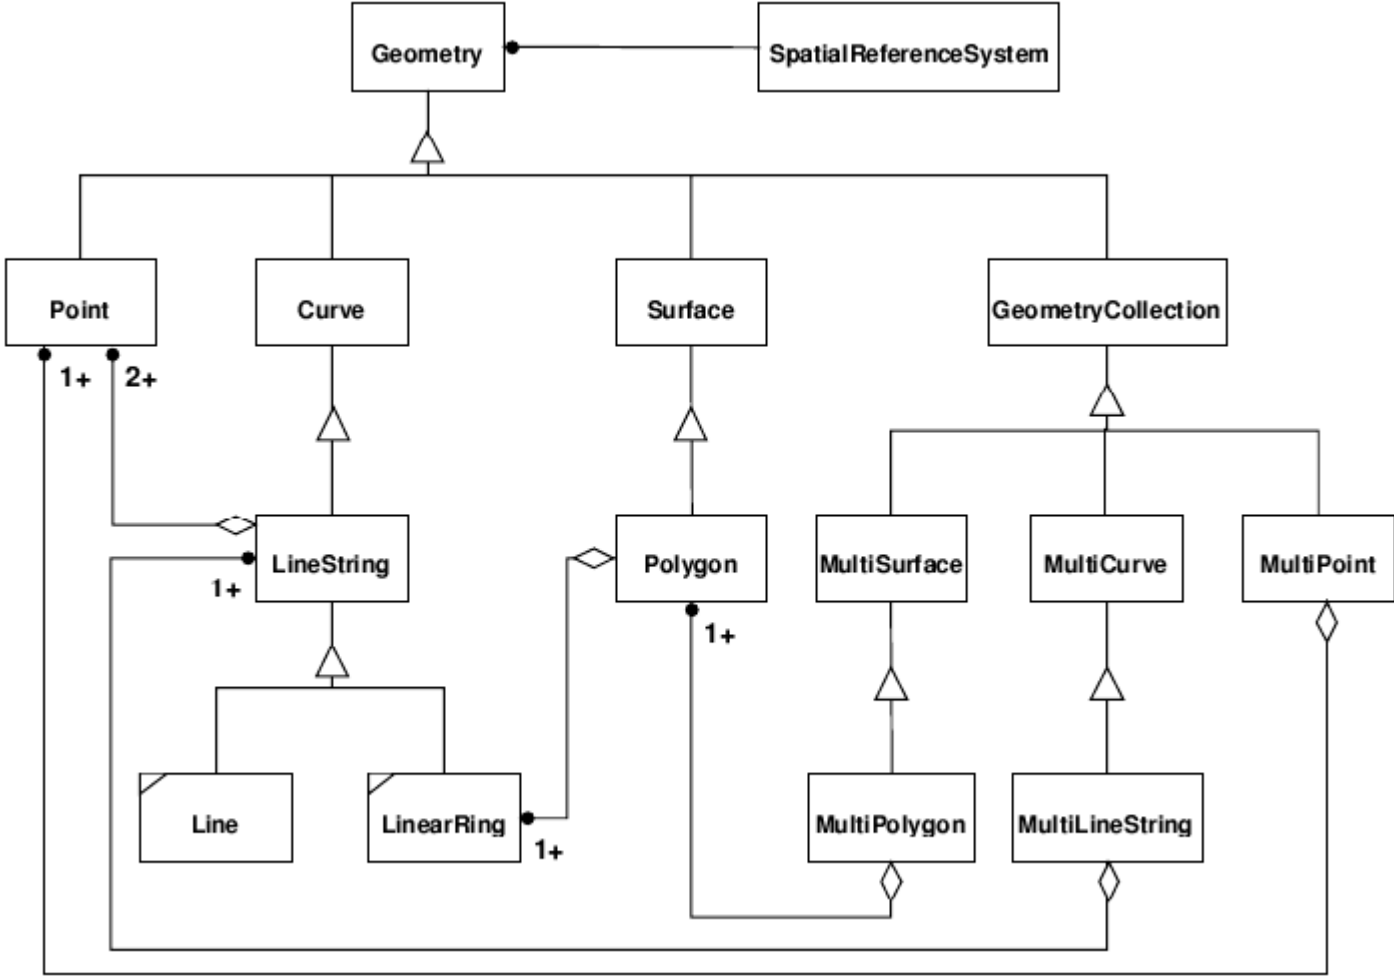 Geometry
SpatialReferenceSystem
Point
Curve
Surface
GeometryCollection
1+
2+
LineString
Polygon
MultiSurface
MultiCurve
MultiPoint
1+
1+
Line
LinearRing
MultiPolygon
MultiLineString
1+